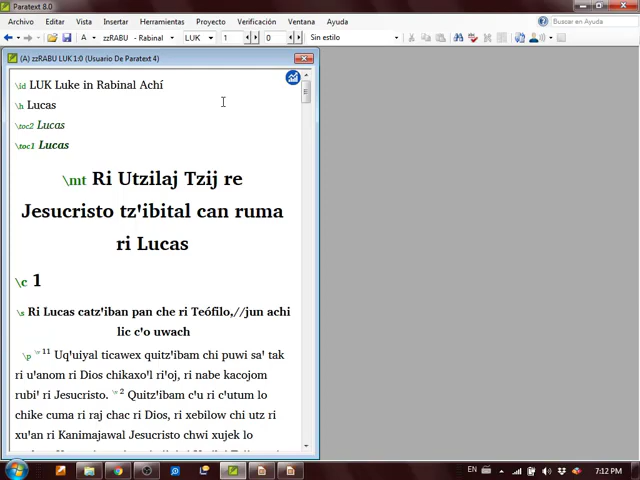 Paratext 8.0
Archivo Editar Vista Insertar Herramientas Proyecto Verificación Ventana Ayuda
Buscar en Ayuda
(A) zzRABU - Rabinal LUK 1 0 Sin estilo
(A) zzRABU LUK 1:0 (Usuario De Paratext 4)
\id LUK Luke in Rabinal Achí
\h Lucas
\toc2 Lucas
\toc1 Lucas
\mt Ri Utzilaj Tzij re
Jesucristo tz'ibital can ruma
ri Lucas
\c 1
\s Ri Lucas catz'iban pan che ri Teófilo,//jun achi
lic c'o uwach
\p \v 11 Uq'uiyal ticawex quitz'ibam chi puwi sa' tak
ri u'anom ri Dios chikaxo'l ri'oj, ri nabe kacojom
rubi' ri Jesucristo. \v 2 Quitz'ibam c'u ri c'utum lo
chike cuma ri raj chac ri Dios, ri xebilow chi utz ri
xu'an ri Kanimajawal Jesucristo chwi xujek lo
EN 7:12 PM